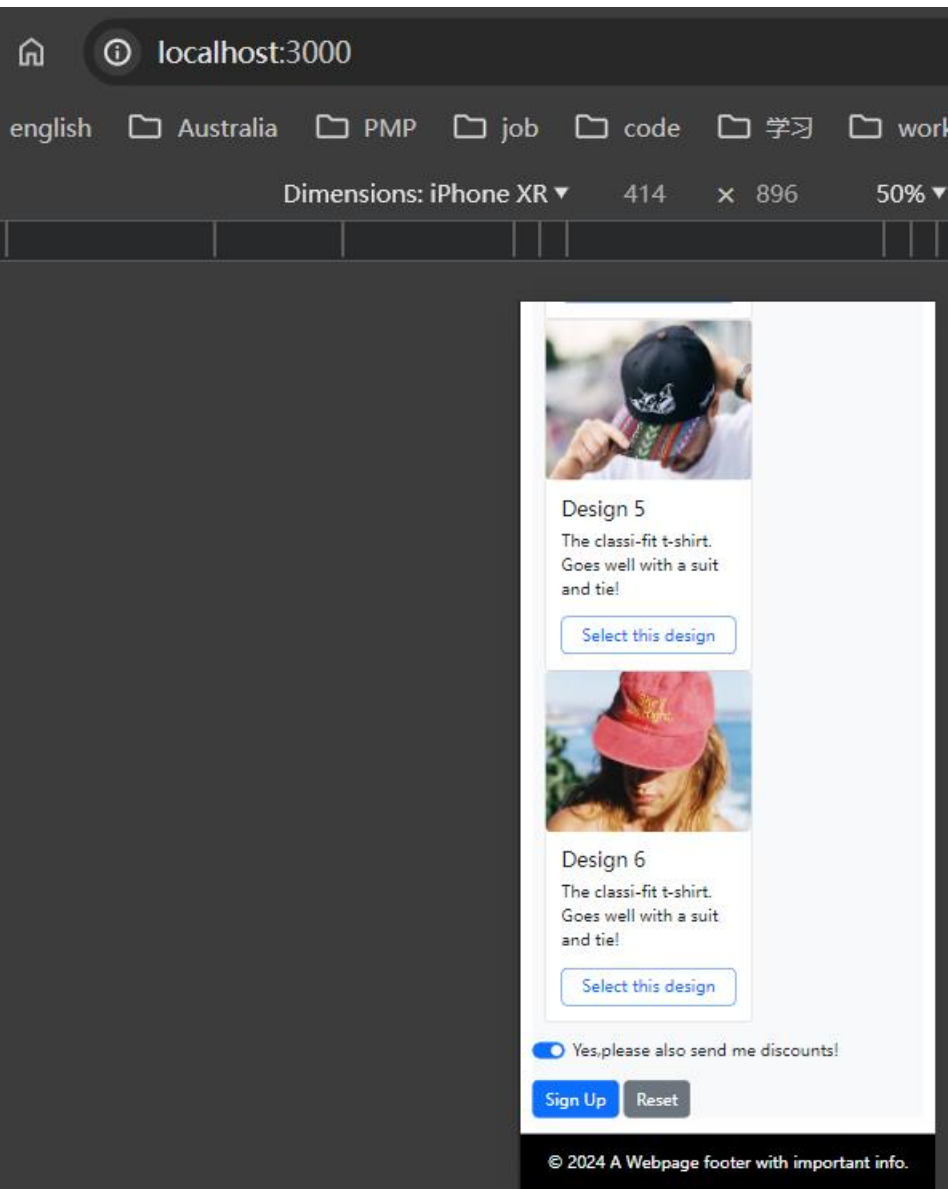 localhost:3000
english Australia PMP job code 学习 work
Dimensions: iPhone XR ▼ 414 × 896 50% ▼
Design 5
The classi-fit t-shirt.
Goes well with a suit
and tie!
Select this design
Design 6
The classi-fit t-shirt.
Goes well with a suit
and tie!
Select this design
Yes,please also send me discounts!
Sign Up Reset
© 2024 A Webpage footer with important info.